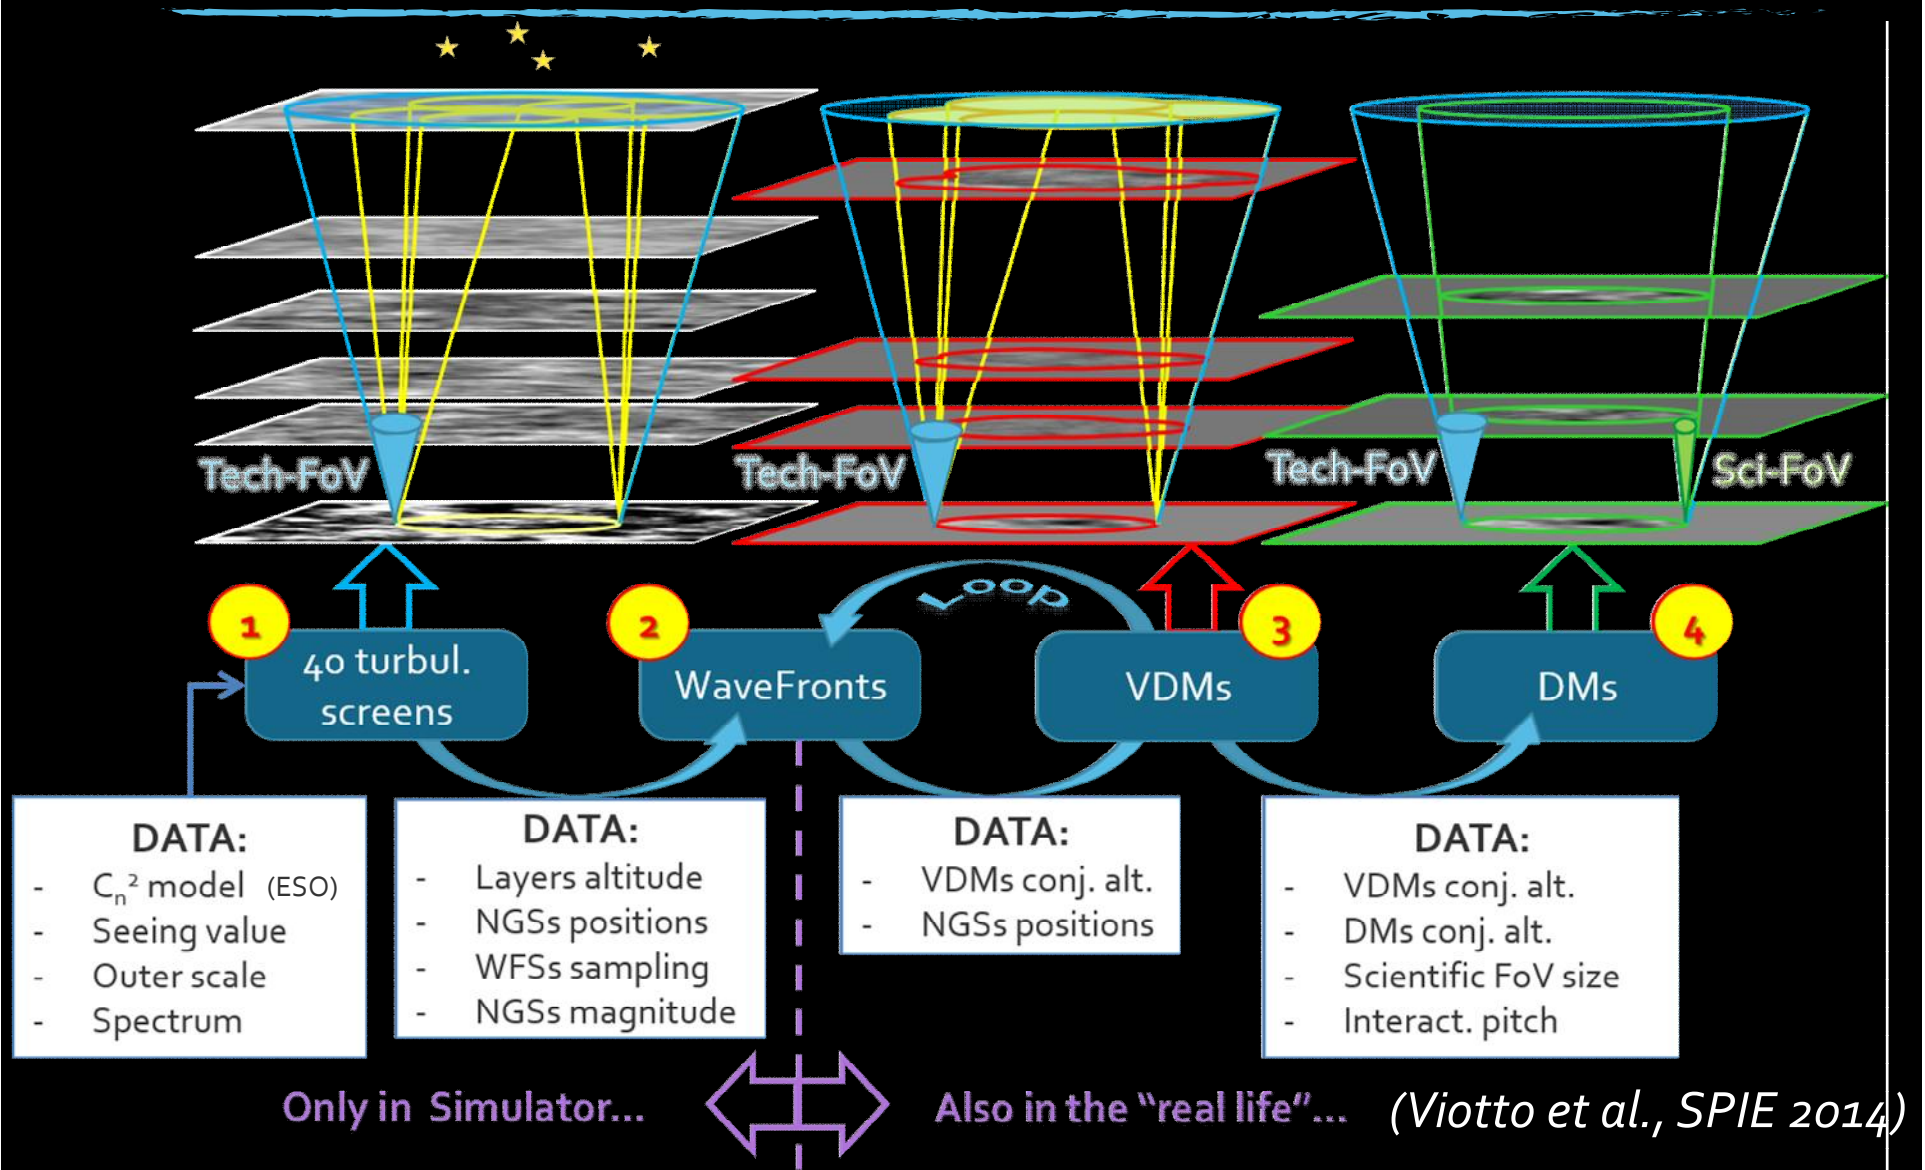 Tech-FoV
Tech-FoV
Tech-FoV
Sci-FoV
Loop
1
40 turbul.
screens
2
WaveFronts
3
VDMs
4
DMs
DATA:
- Cₙ² model (ESO)
- Seeing value
- Outer scale
- Spectrum
DATA:
- Layers altitude
- NGSs positions
- WFSs sampling
- NGSs magnitude
DATA:
- VDMs conj. alt.
- NGSs positions
DATA:
- VDMs conj. alt.
- DMs conj. alt.
- Scientific FoV size
- Interact. pitch
Only in Simulator...
Also in the “real life”...
(Viotto et al., SPIE 2014)